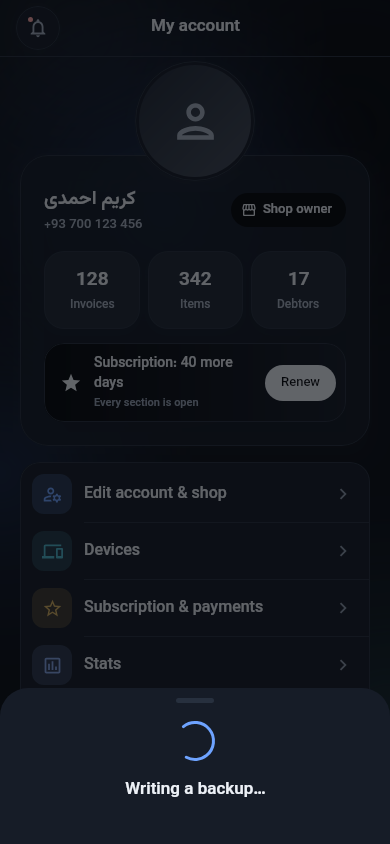 My account
کریم احمدی
+93 700 123 456
Shop owner
128
Invoices
342
Items
17
Debtors
Subscription: 40 more
days
Every section is open
Renew
Edit account & shop
Devices
Subscription & payments
Stats
Writing a backup...